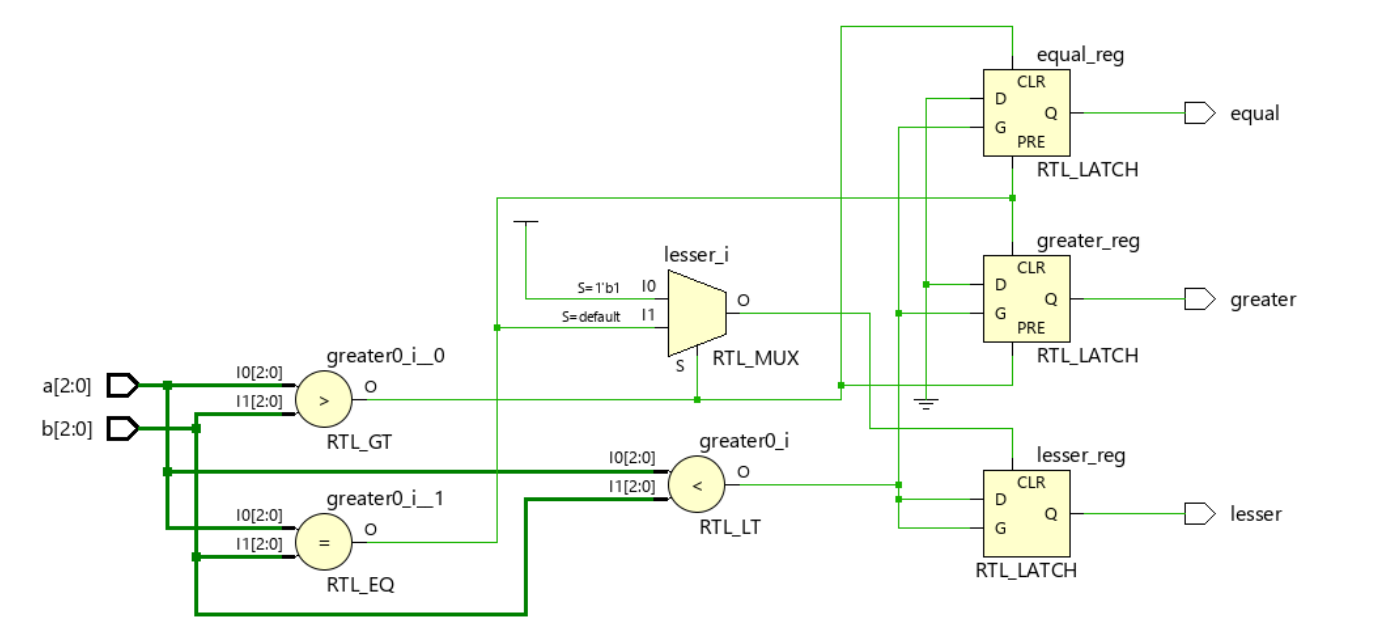 equal_reg
CLR
D
Q
G
PRE
RTL_LATCH
equal
greater_reg
CLR
D
Q
G
PRE
RTL_LATCH
greater
lesser_i
S=1'b1
I0
S=default
I1
O
S
RTL_MUX
greater0_i__0
a[2:0]
I0[2:0]
I1[2:0]
>
O
RTL_GT
b[2:0]
greater0_i
I0[2:0]
I1[2:0]
<
O
RTL_LT
greater0_i__1
I0[2:0]
I1[2:0]
=
O
RTL_EQ
lesser_reg
CLR
D
Q
G
RTL_LATCH
lesser